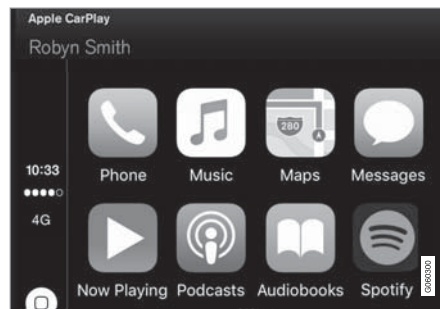 Apple CarPlay
Robyn Smith
280
10:33
4G
Phone Music Maps Messages
Now Playing Podcasts Audiobooks Spotify
G060300